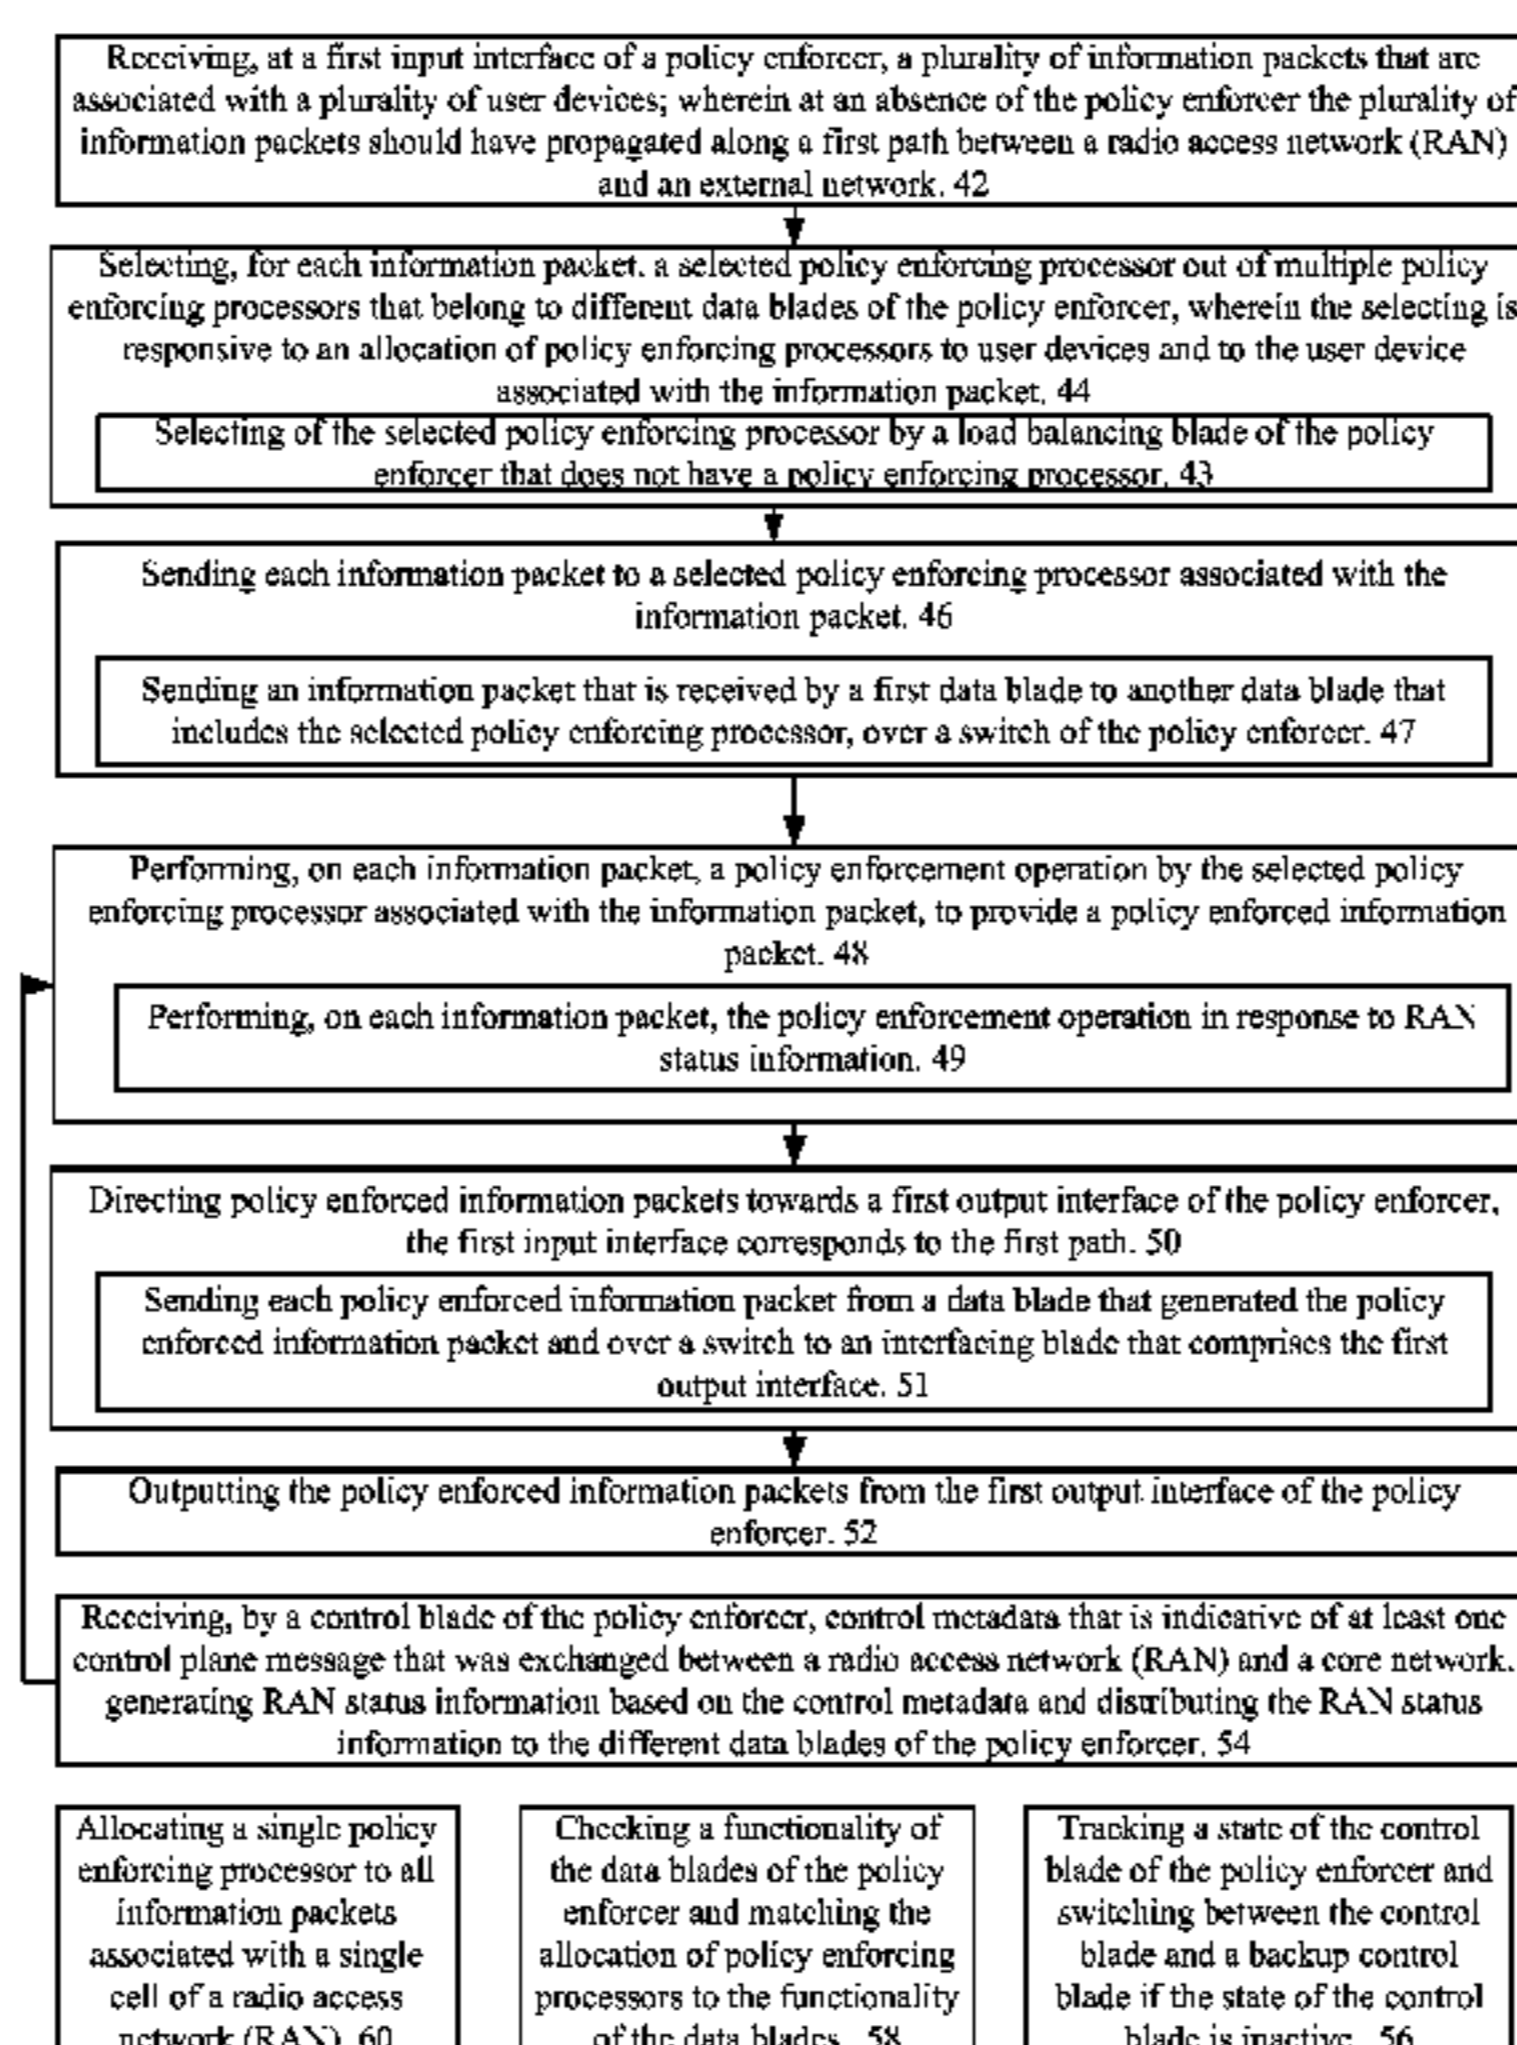 Receiving, at a first input interface of a policy enforcer, a plurality of information packets that are
associated with a plurality of user devices; wherein at an absence of the policy enforcer the plurality of
information packets should have propagated along a first path between a radio access network (RAN)
and an external network. 42
Selecting, for each information packet. a selected policy enforcing processor out of multiple policy
enforcing processors that belong to different data blades of the policy enforcer, wherein the selecting is
responsive to an allocation of policy enforcing processors to user devices and to the user device
associated with the information packet. 44
Selecting of the selected policy enforcing processor by a load balancing blade of the policy
enforcer that does not have a policy enforcing processor. 43
Sending each information packet to a selected policy enforcing processor associated with the
information packet. 46
Sending an information packet that is received by a first data blade to another data blade that
includes the selected policy enforcing processor, over a switch of the policy enforcer. 47
Performing, on each information packet, a policy enforcement operation by the selected policy
enforcing processor associated with the information packet, to provide a policy enforced information
packet. 48
Performing, on each information packet, the policy enforcement operation in response to RAN
status information. 49
Directing policy enforced information packets towards a first output interface of the policy enforcer,
the first input interface corresponds to the first path. 50
Sending each policy enforced information packet from a data blade that generated the policy
enforced information packet and over a switch to an interfacing blade that comprises the first
output interface. 51
Outputting the policy enforced information packets from the first output interface of the policy
enforcer. 52
Receiving, by a control blade of the policy enforcer, control metadata that is indicative of at least one
control plane message that was exchanged between a radio access network (RAN) and a core network.
generating RAN status information based on the control metadata and distributing the RAN status
information to the different data blades of the policy enforcer. 54
Allocating a single policy
enforcing processor to all
information packets
associated with a single
cell of a radio access
network (RAN). 60
Checking a functionality of
the data blades of the policy
enforcer and matching the
allocation of policy enforcing
processors to the functionality
of the data blades. 58
Tracking a state of the control
blade of the policy enforcer and
switching between the control
blade and a backup control
blade if the state of the control
blade is inactive. 56